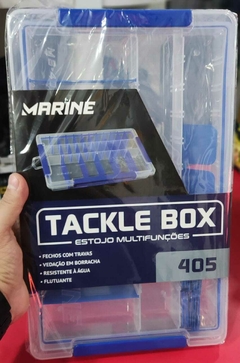 MARINE
TACKLE BOX
ESTOJO MULTIFUNÇÕES
• FECHOS COM TRAVAS
• VEDAÇÃO EM BORRACHA
• RESISTENTE À ÁGUA
• FLUTUANTE
405